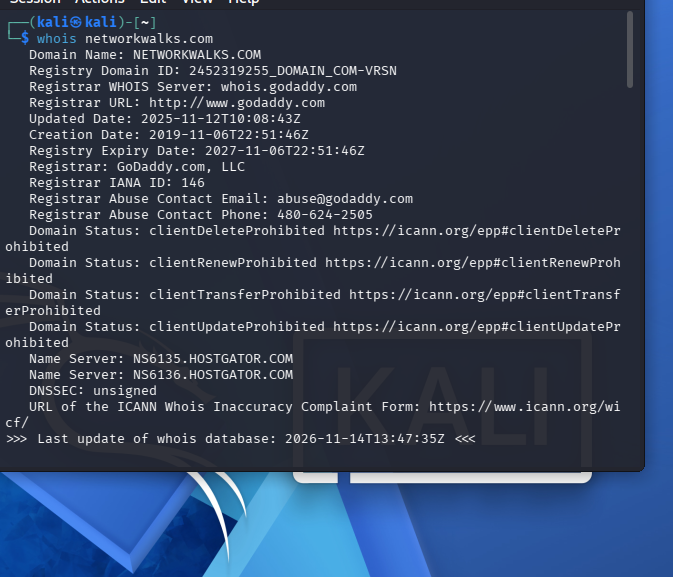 Session Actions Edit View Help
┌──(kali㉿kali)-[~]
└─$ whois networkwalks.com
Domain Name: NETWORKWALKS.COM
Registry Domain ID: 2452319255_DOMAIN_COM-VRSN
Registrar WHOIS Server: whois.godaddy.com
Registrar URL: http://www.godaddy.com
Updated Date: 2025-11-12T10:08:43Z
Creation Date: 2019-11-06T22:51:46Z
Registry Expiry Date: 2027-11-06T22:51:46Z
Registrar: GoDaddy.com, LLC
Registrar IANA ID: 146
Registrar Abuse Contact Email: abuse@godaddy.com
Registrar Abuse Contact Phone: 480-624-2505
Domain Status: clientDeleteProhibited https://icann.org/epp#clientDeletePr
ohibited
Domain Status: clientRenewProhibited https://icann.org/epp#clientRenewProh
ibited
Domain Status: clientTransferProhibited https://icann.org/epp#clientTransf
erProhibited
Domain Status: clientUpdateProhibited https://icann.org/epp#clientUpdatePr
ohibited
Name Server: NS6135.HOSTGATOR.COM
Name Server: NS6136.HOSTGATOR.COM
DNSSEC: unsigned
URL of the ICANN Whois Inaccuracy Complaint Form: https://www.icann.org/wi
cf/
>>> Last update of whois database: 2026-11-14T13:47:35Z <<<
KALI